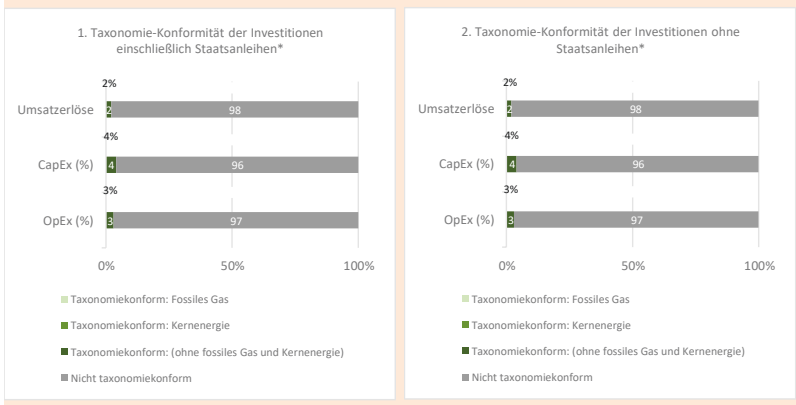 1. Taxonomie-Konformität der Investitionen
einschließlich Staatsanleihen*
2%
Umsatzerlöse 2 98
4%
CapEx (%) 4 96
3%
OpEx (%) 3 97
0% 50% 100%
Taxonomiekonform: Fossiles Gas
Taxonomiekonform: Kernenergie
Taxonomiekonform: (ohne fossiles Gas und Kernenergie)
Nicht taxonomiekonform
2. Taxonomie-Konformität der Investitionen ohne
Staatsanleihen*
2%
Umsatzerlöse 2 98
4%
CapEx (%) 4 96
3%
OpEx (%) 3 97
0% 50% 100%
Taxonomiekonform: Fossiles Gas
Taxonomiekonform: Kernenergie
Taxonomiekonform: (ohne fossiles Gas und Kernenergie)
Nicht taxonomiekonform